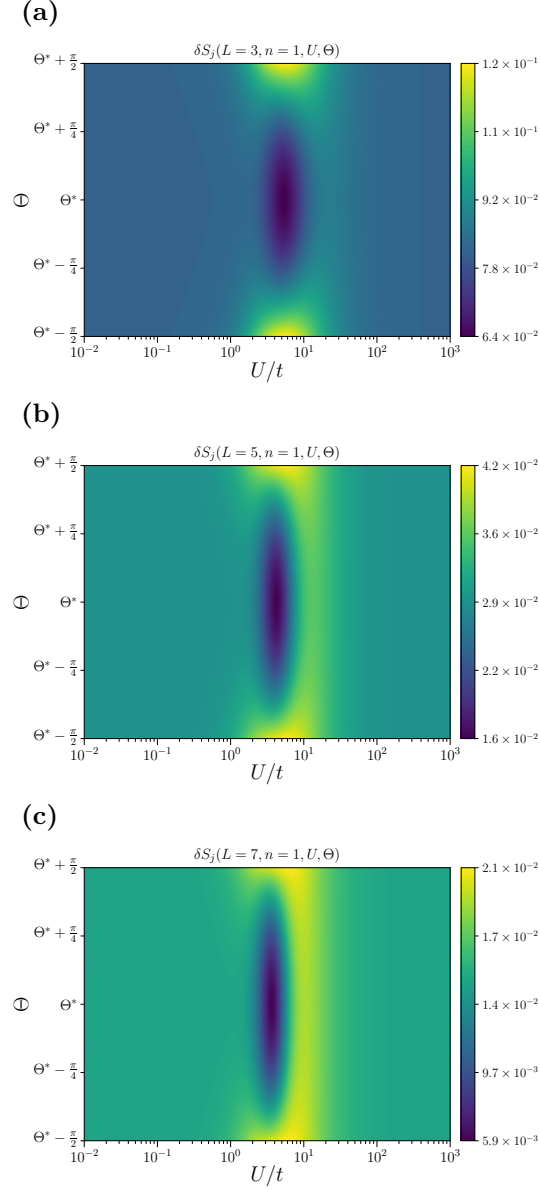 (a)
δS_j(L = 3, n = 1, U, Θ)
Θ* + π/2
Θ* + π/4
Θ*
Θ* − π/4
Θ* − π/2
Θ
10^−2 10^−1 10^0 10^1 10^2 10^3
U/t
1.2 × 10^−1
1.1 × 10^−1
9.2 × 10^−2
7.8 × 10^−2
6.4 × 10^−2
(b)
δS_j(L = 5, n = 1, U, Θ)
Θ* + π/2
Θ* + π/4
Θ*
Θ* − π/4
Θ* − π/2
Θ
10^−2 10^−1 10^0 10^1 10^2 10^3
U/t
4.2 × 10^−2
3.6 × 10^−2
2.9 × 10^−2
2.2 × 10^−2
1.6 × 10^−2
(c)
δS_j(L = 7, n = 1, U, Θ)
Θ* + π/2
Θ* + π/4
Θ*
Θ* − π/4
Θ* − π/2
Θ
10^−2 10^−1 10^0 10^1 10^2 10^3
U/t
2.1 × 10^−2
1.7 × 10^−2
1.4 × 10^−2
9.7 × 10^−3
5.9 × 10^−3